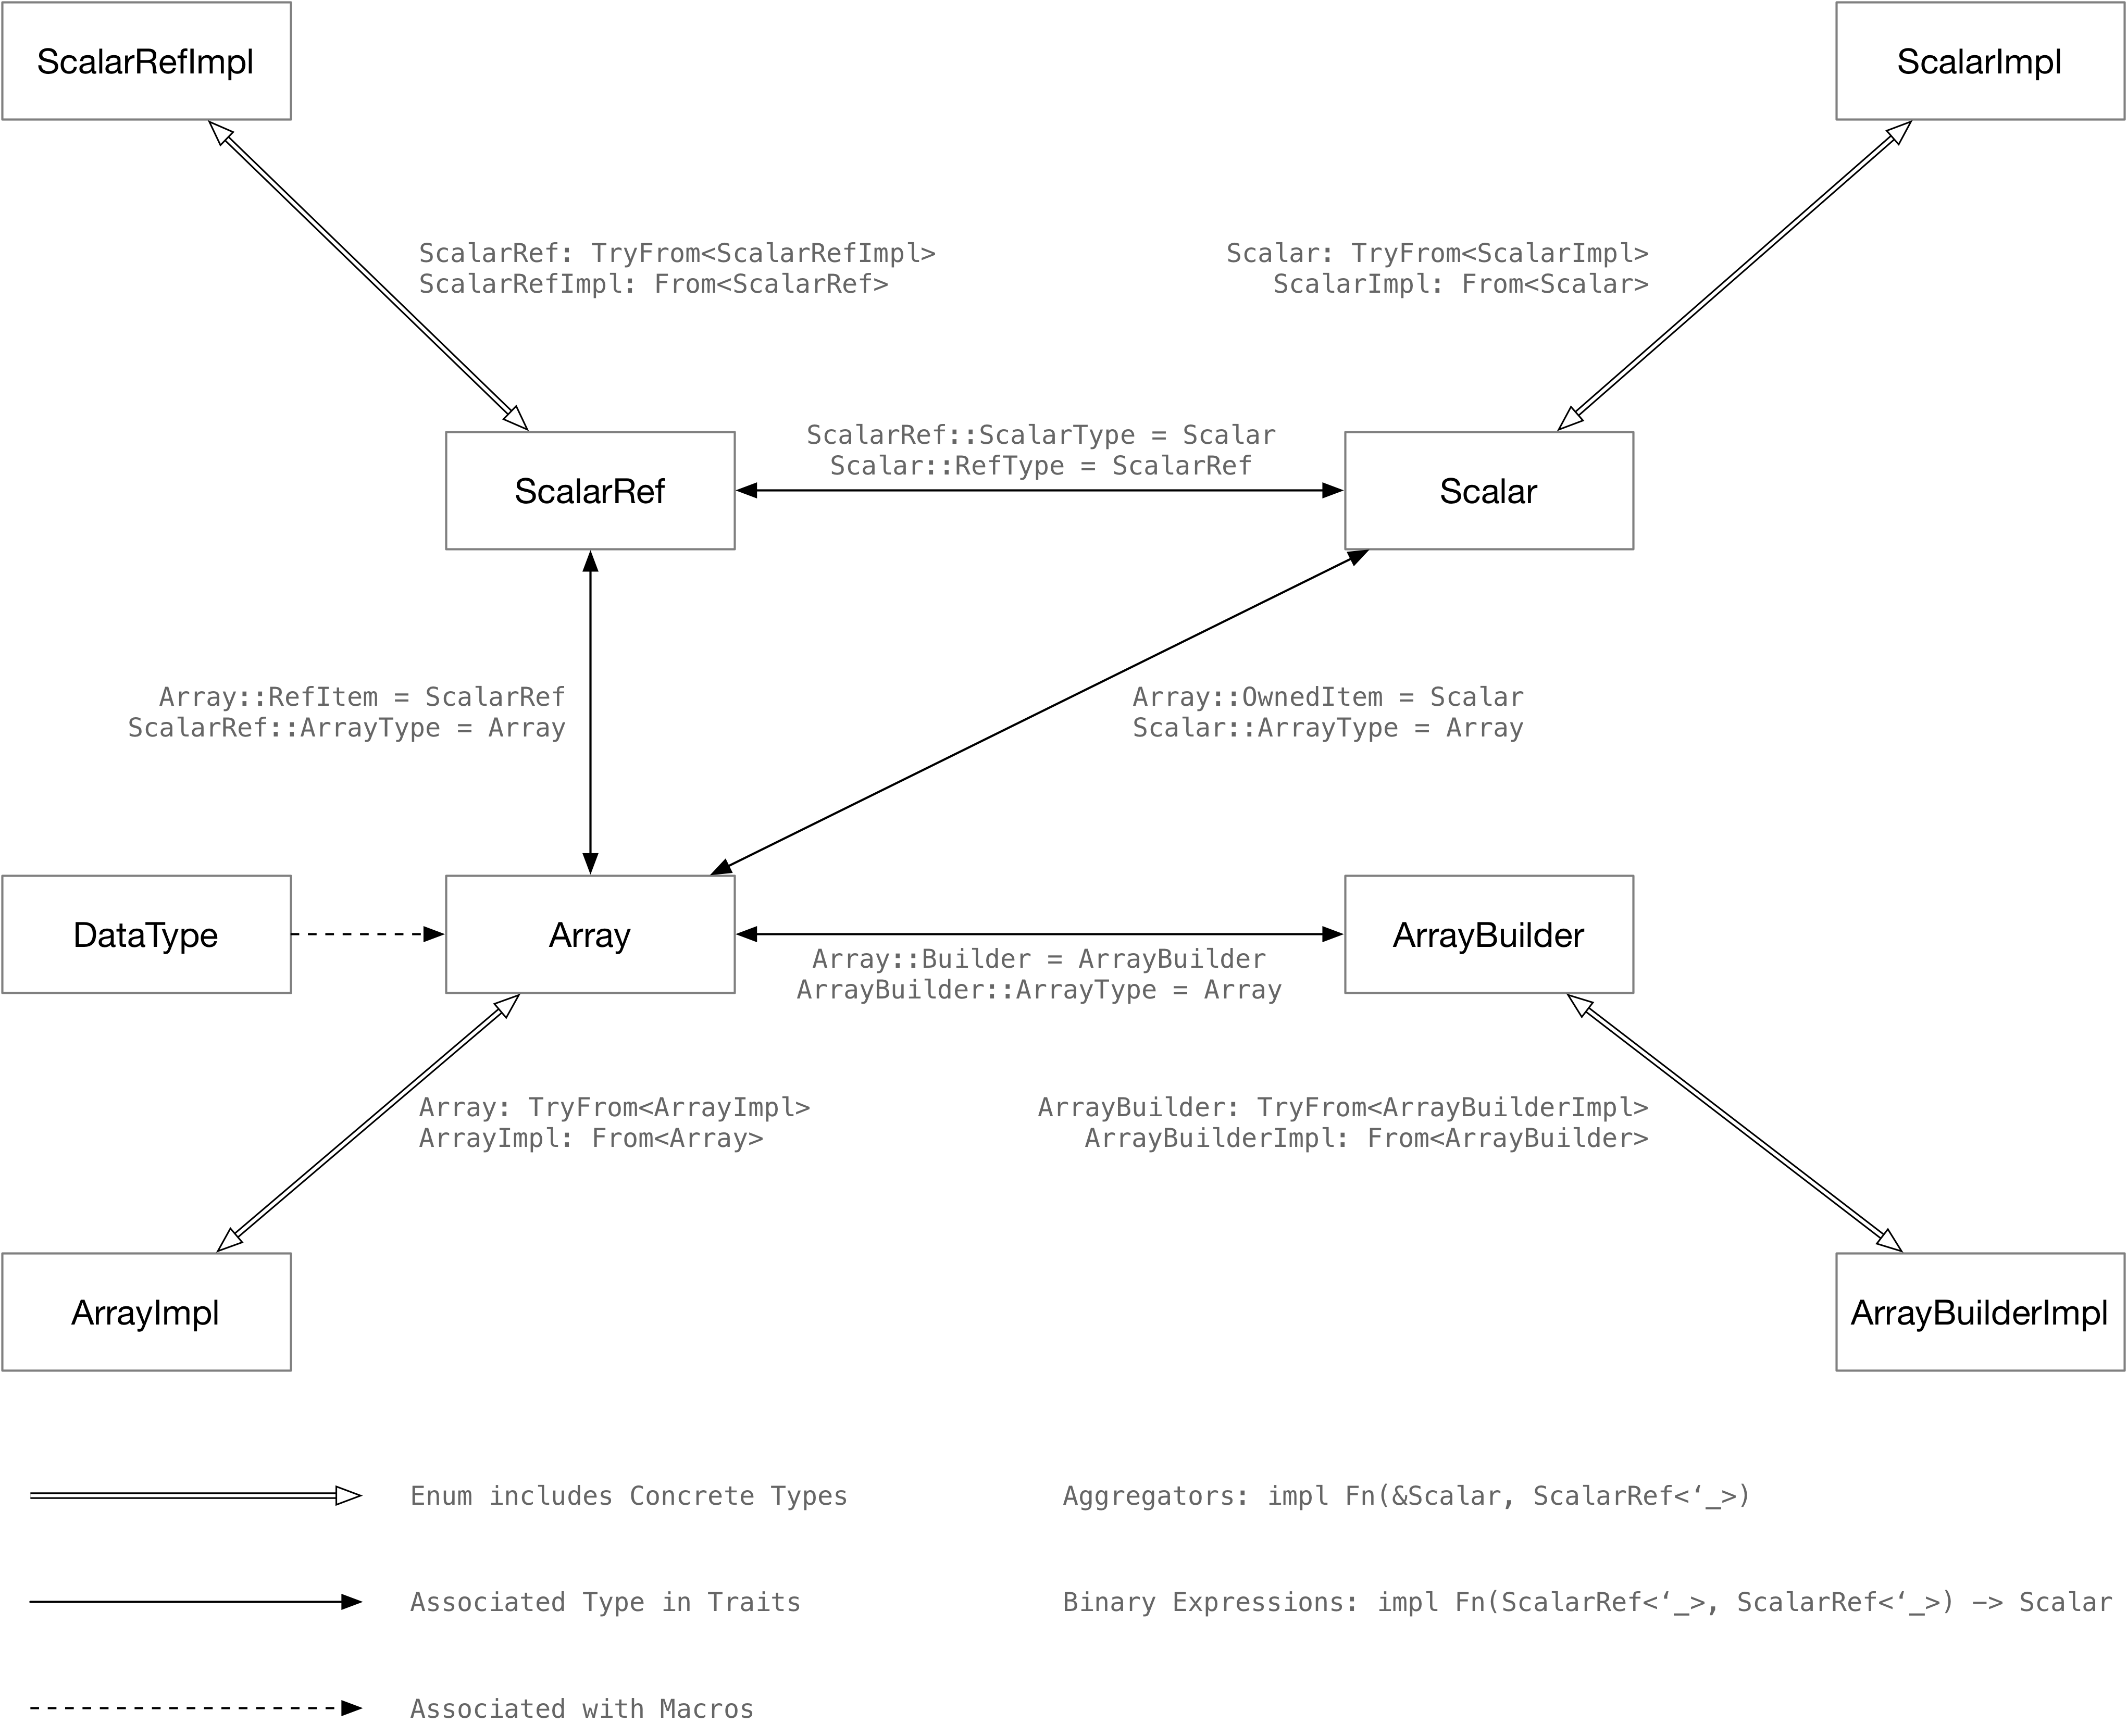 ScalarRefImpl
ScalarImpl
ScalarRef: TryFrom<ScalarRefImpl>
ScalarRefImpl: From<ScalarRef>
Scalar: TryFrom<ScalarImpl>
ScalarImpl: From<Scalar>
ScalarRef::ScalarType = Scalar
Scalar::RefType = ScalarRef
ScalarRef
Scalar
Array::RefItem = ScalarRef
ScalarRef::ArrayType = Array
Array::OwnedItem = Scalar
Scalar::ArrayType = Array
DataType
Array
ArrayBuilder
Array::Builder = ArrayBuilder
ArrayBuilder::ArrayType = Array
Array: TryFrom<ArrayImpl>
ArrayImpl: From<Array>
ArrayBuilder: TryFrom<ArrayBuilderImpl>
ArrayBuilderImpl: From<ArrayBuilder>
ArrayImpl
ArrayBuilderImpl
Enum includes Concrete Types
Aggregators: impl Fn(&Scalar, ScalarRef<‘_>)
Associated Type in Traits
Binary Expressions: impl Fn(ScalarRef<‘_>, ScalarRef<‘_>) —> Scalar
Associated with Macros